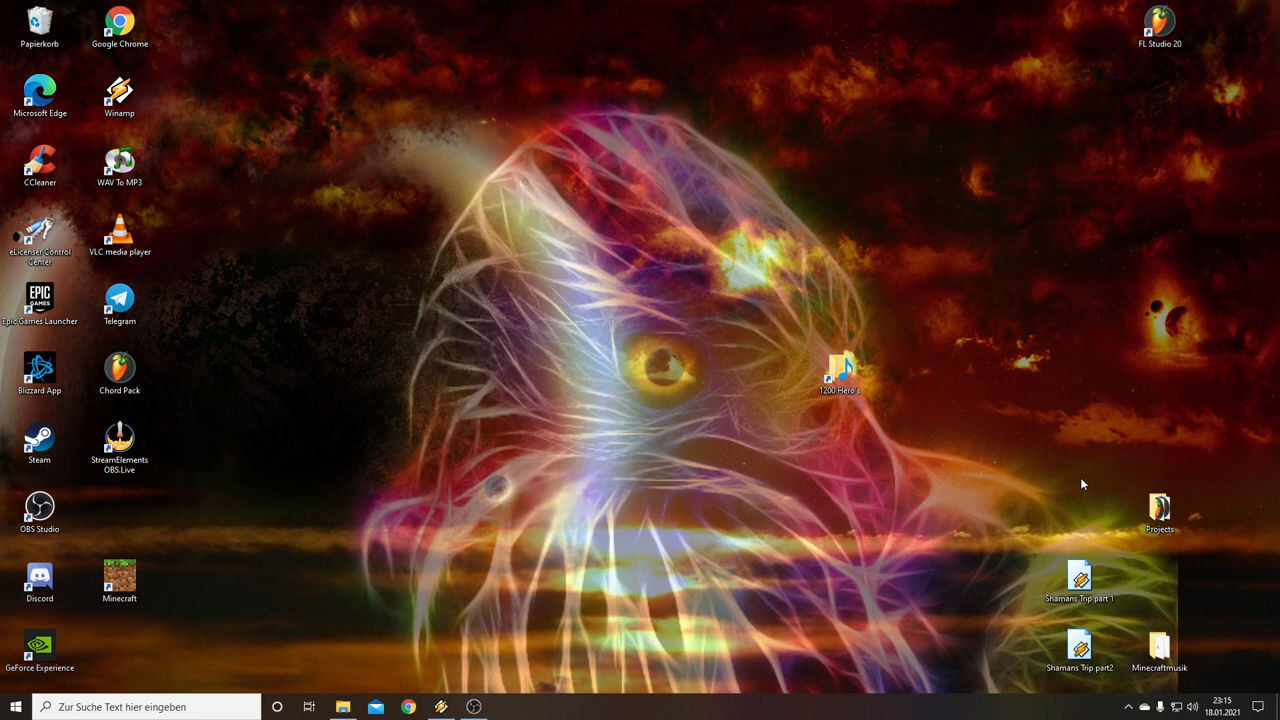 Papierkorb
Google Chrome
FL Studio 20
Microsoft Edge
Winamp
CCleaner
WAV To MP3
eLicenser Control
Center
VLC media player
EPIC
GAMES
Epic Games Launcher
Telegram
Blizzard App
Chord Pack
1200 Hero's
Steam
StreamElements
OBS.Live
OBS Studio
Projects
Discord
Minecraft
Shamans Trip part 1
GeForce Experience
Shamans Trip part2
Minecraftmusik
Zur Suche Text hier eingeben
23:15
18.01.2021